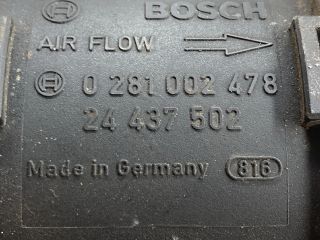 BOSCH
AIR FLOW
0 281 002 478
24 437 502
Made in Germany 816